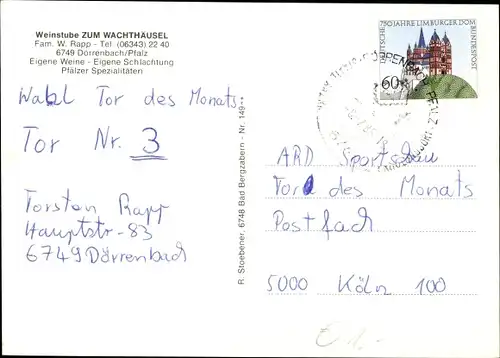 Weinstube ZUM WACHTHÄUSEL
Fam. W. Rapp - Tel (06343) 22 40
6749 Dörrenbach/Pfalz
Eigene Weine - Eigene Schlachtung
Pfälzer Spezialitäten
Wahl Tor des Monats:
Tor Nr. 3
Torsten Rapp
Hauptstr-83
6749 Dörrenbach
R. Stoebener, 6748 Bad Bergzabern - Nr. 149
750 JAHRE LIMBURGER DOM
DEUTSCHE BUNDESPOST
60
DÖRRENBACH, PFALZ
ARD Sportschau
Tor des Monats
Postfach
5000 Köln 100